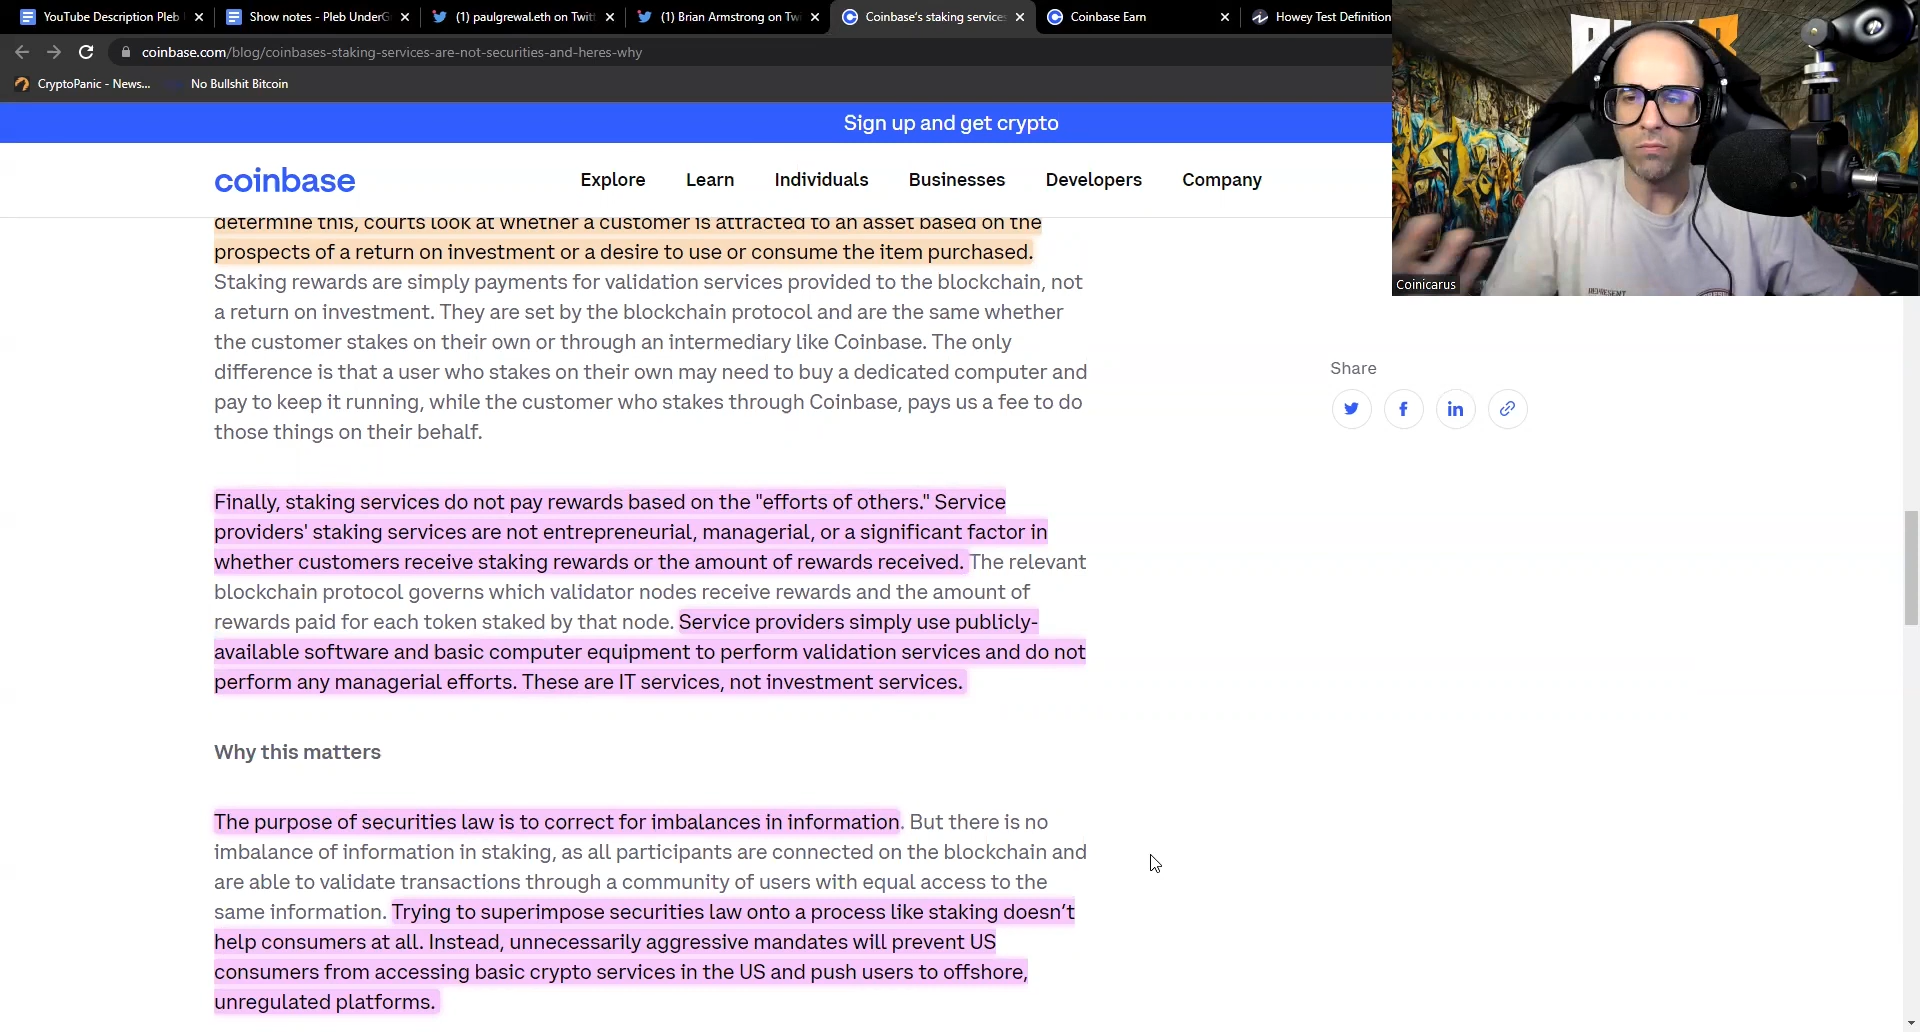 YouTube Description Pleb
Show notes - Pleb UnderG
(1) paulgrewal.eth on Twitt
(1) Brian Armstrong on Tw
Coinbase's staking services
Coinbase Earn
Howey Test Definition
coinbase.com/blog/coinbases-staking-services-are-not-securities-and-heres-why
CryptoPanic - News...
No Bullshit Bitcoin
Sign up and get crypto
coinbase
Explore
Learn
Individuals
Businesses
Developers
Company
Coinicarus
determine this, courts look at whether a customer is attracted to an asset based on the
prospects of a return on investment or a desire to use or consume the item purchased.
Staking rewards are simply payments for validation services provided to the blockchain, not
a return on investment. They are set by the blockchain protocol and are the same whether
the customer stakes on their own or through an intermediary like Coinbase. The only
difference is that a user who stakes on their own may need to buy a dedicated computer and
pay to keep it running, while the customer who stakes through Coinbase, pays us a fee to do
those things on their behalf.
Share
Finally, staking services do not pay rewards based on the "efforts of others." Service
providers' staking services are not entrepreneurial, managerial, or a significant factor in
whether customers receive staking rewards or the amount of rewards received. The relevant
blockchain protocol governs which validator nodes receive rewards and the amount of
rewards paid for each token staked by that node. Service providers simply use publicly-
available software and basic computer equipment to perform validation services and do not
perform any managerial efforts. These are IT services, not investment services.
Why this matters
The purpose of securities law is to correct for imbalances in information. But there is no
imbalance of information in staking, as all participants are connected on the blockchain and
are able to validate transactions through a community of users with equal access to the
same information. Trying to superimpose securities law onto a process like staking doesn't
help consumers at all. Instead, unnecessarily aggressive mandates will prevent US
consumers from accessing basic crypto services in the US and push users to offshore,
unregulated platforms.